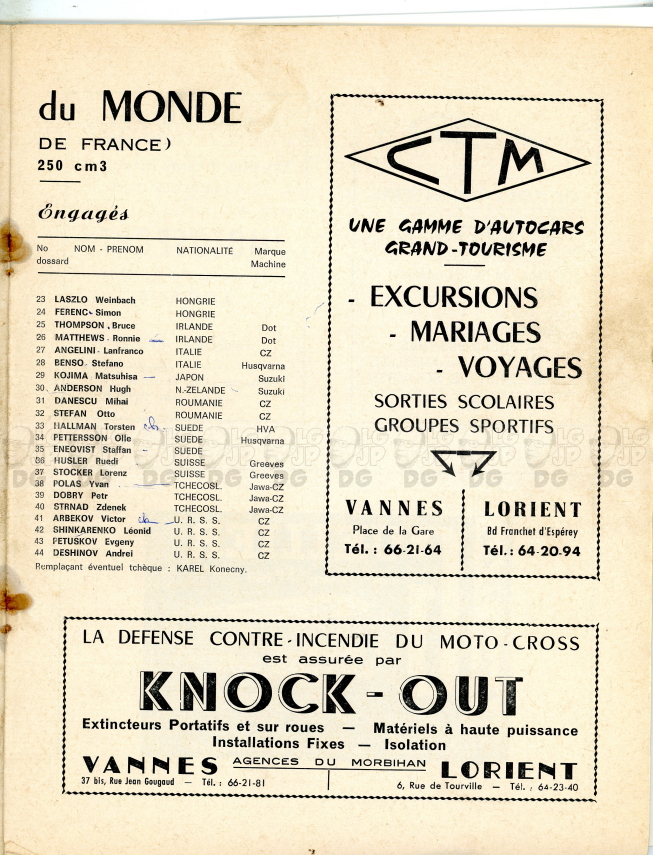 du MONDE
DE FRANCE)
250 cm3
Engagés
No dossard NOM - PRENOM NATIONALITÉ Marque Machine
23 LASZLO Weinbach HONGRIE
24 FERENC Simon HONGRIE
25 THOMPSON, Bruce IRLANDE Dot
26 MATTHEWS Ronnie IRLANDE Dot
27 ANGELINI Lanfranco ITALIE CZ
28 BENSO Stefano ITALIE Husqvarna
29 KOJIMA Matsuhisa JAPON Suzuki
30 ANDERSON Hugh N.-ZELANDE Suzuki
31 DANESCU Mihai ROUMANIE CZ
32 STEFAN Otto ROUMANIE CZ
33 HALLMAN Torsten SUEDE HVA
34 PETTERSSON Olle SUEDE Husqvarna
35 ENEQVIST Staffan SUEDE
36 HUSLER Ruedi SUISSE Greeves
37 STOCKER Lorenz SUISSE Greeves
38 POLAS Yvan TCHECOSL. Jawa-CZ
39 DOBRY Petr TCHECOSL. Jawa-CZ
40 STRNAD Zdenek TCHECOSL. Jawa-CZ
41 ARBEKOV Victor U. R. S. S. CZ
42 SHINKARENKO Léonid U. R. S. S. CZ
43 PETUSKOV Evgeny U. R. S. S. CZ
44 DESHINOV Andrei U. R. S. S. CZ
Remplaçant éventuel tchèque : KAREL Konecny.
CTM
UNE GAMME D'AUTOCARS
GRAND-TOURISME
- EXCURSIONS
- MARIAGES
- VOYAGES
SORTIES SCOLAIRES
GROUPES SPORTIFS
VANNES
Place de la Gare
Tél. : 66-21-64
LORIENT
Bd Franchet d'Espérey
Tél. : 64-20-94
LA DEFENSE CONTRE-INCENDIE DU MOTO-CROSS
est assurée par
KNOCK-OUT
Extincteurs Portatifs et sur roues — Matériels à haute puissance
Installations Fixes — Isolation
VANNES AGENCES DU MORBIHAN LORIENT
37 bis, Rue Jean Gougaud — Tél. : 66-21-81 6, Rue de Tourville — Tél. : 64-23-40